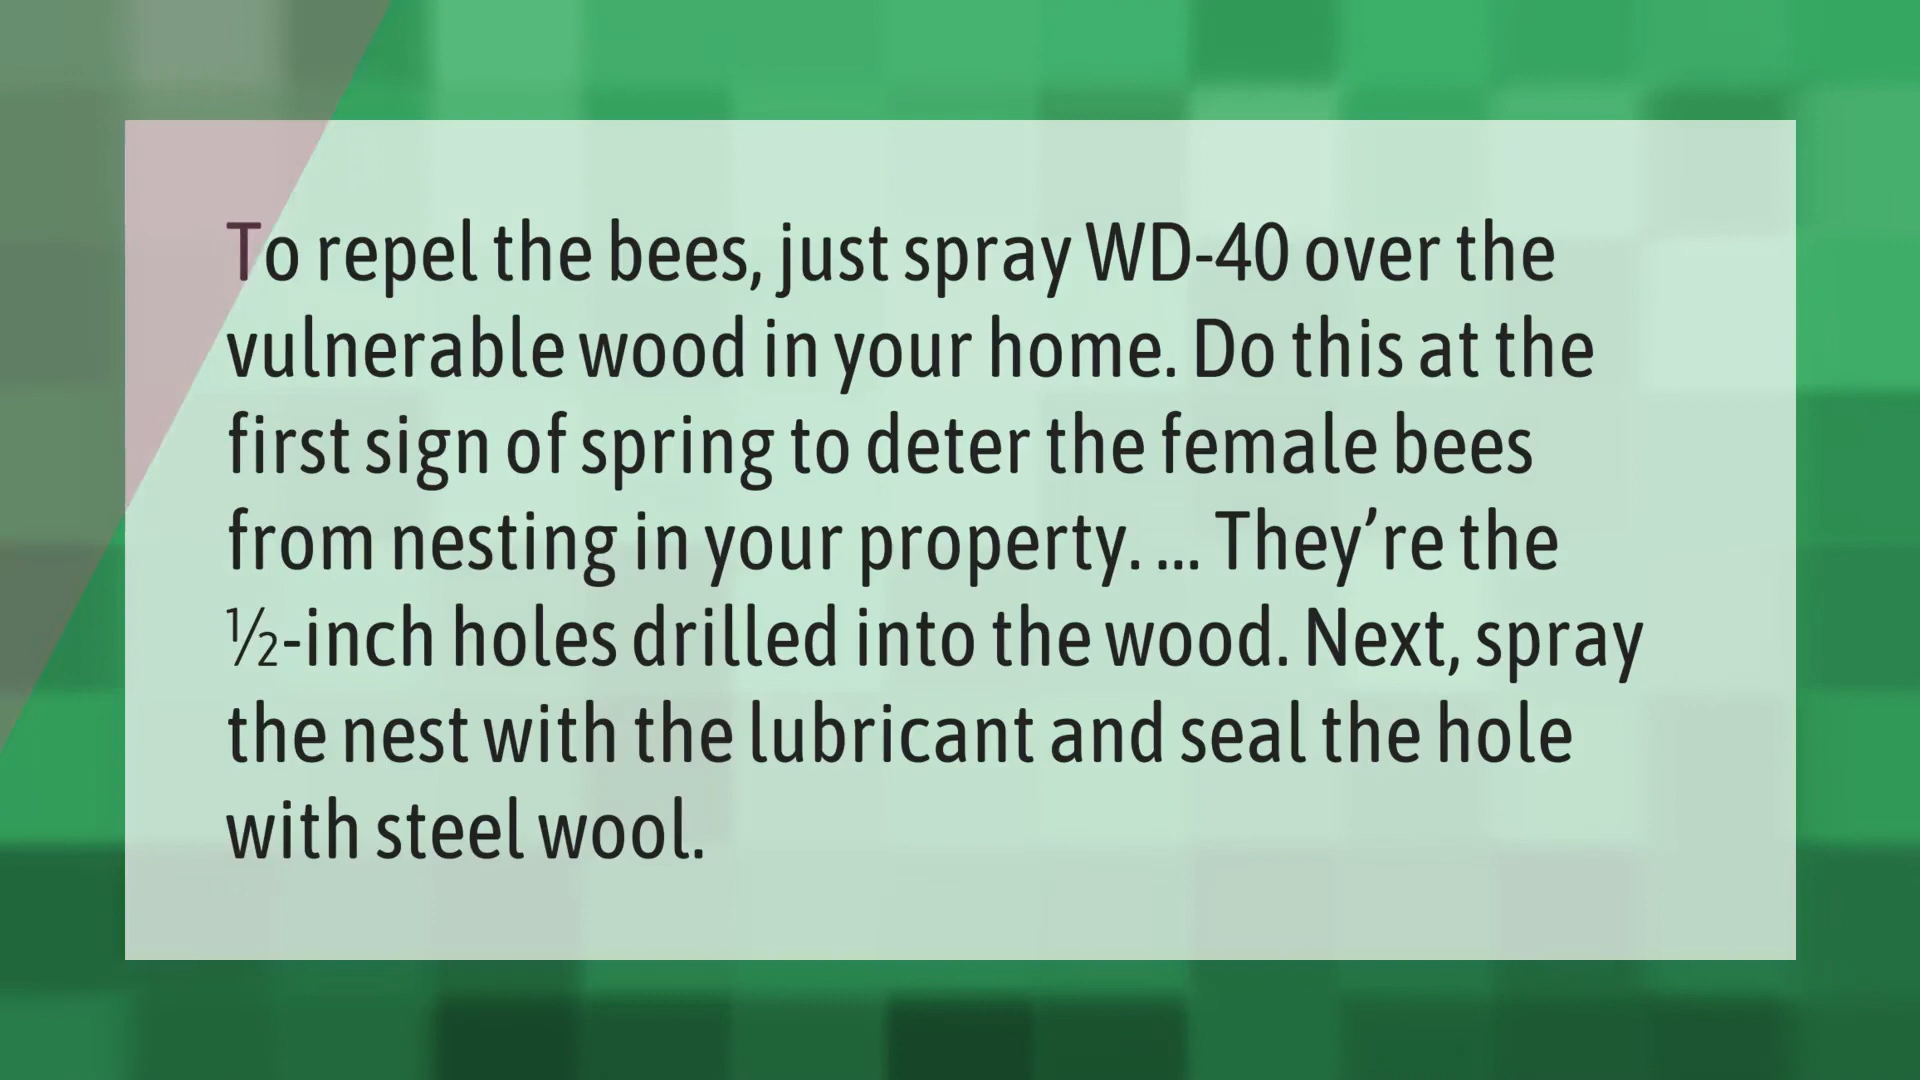 To repel the bees, just spray WD-40 over the
vulnerable wood in your home. Do this at the
first sign of spring to deter the female bees
from nesting in your property. ... They’re the
½-inch holes drilled into the wood. Next, spray
the nest with the lubricant and seal the hole
with steel wool.